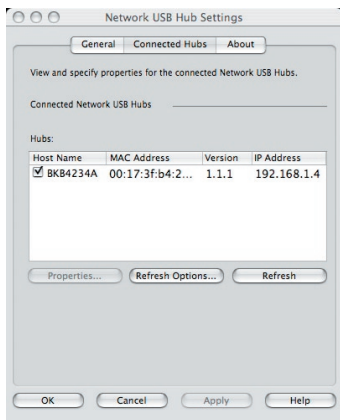 Network USB Hub Settings
General Connected Hubs About
View and specify properties for the connected Network USB Hubs.
Connected Network USB Hubs
Hubs:
Host Name MAC Address Version IP Address
BKB4234A 00:17:3f:b4:2... 1.1.1 192.168.1.4
Properties... Refresh Options... Refresh
OK Cancel Apply Help